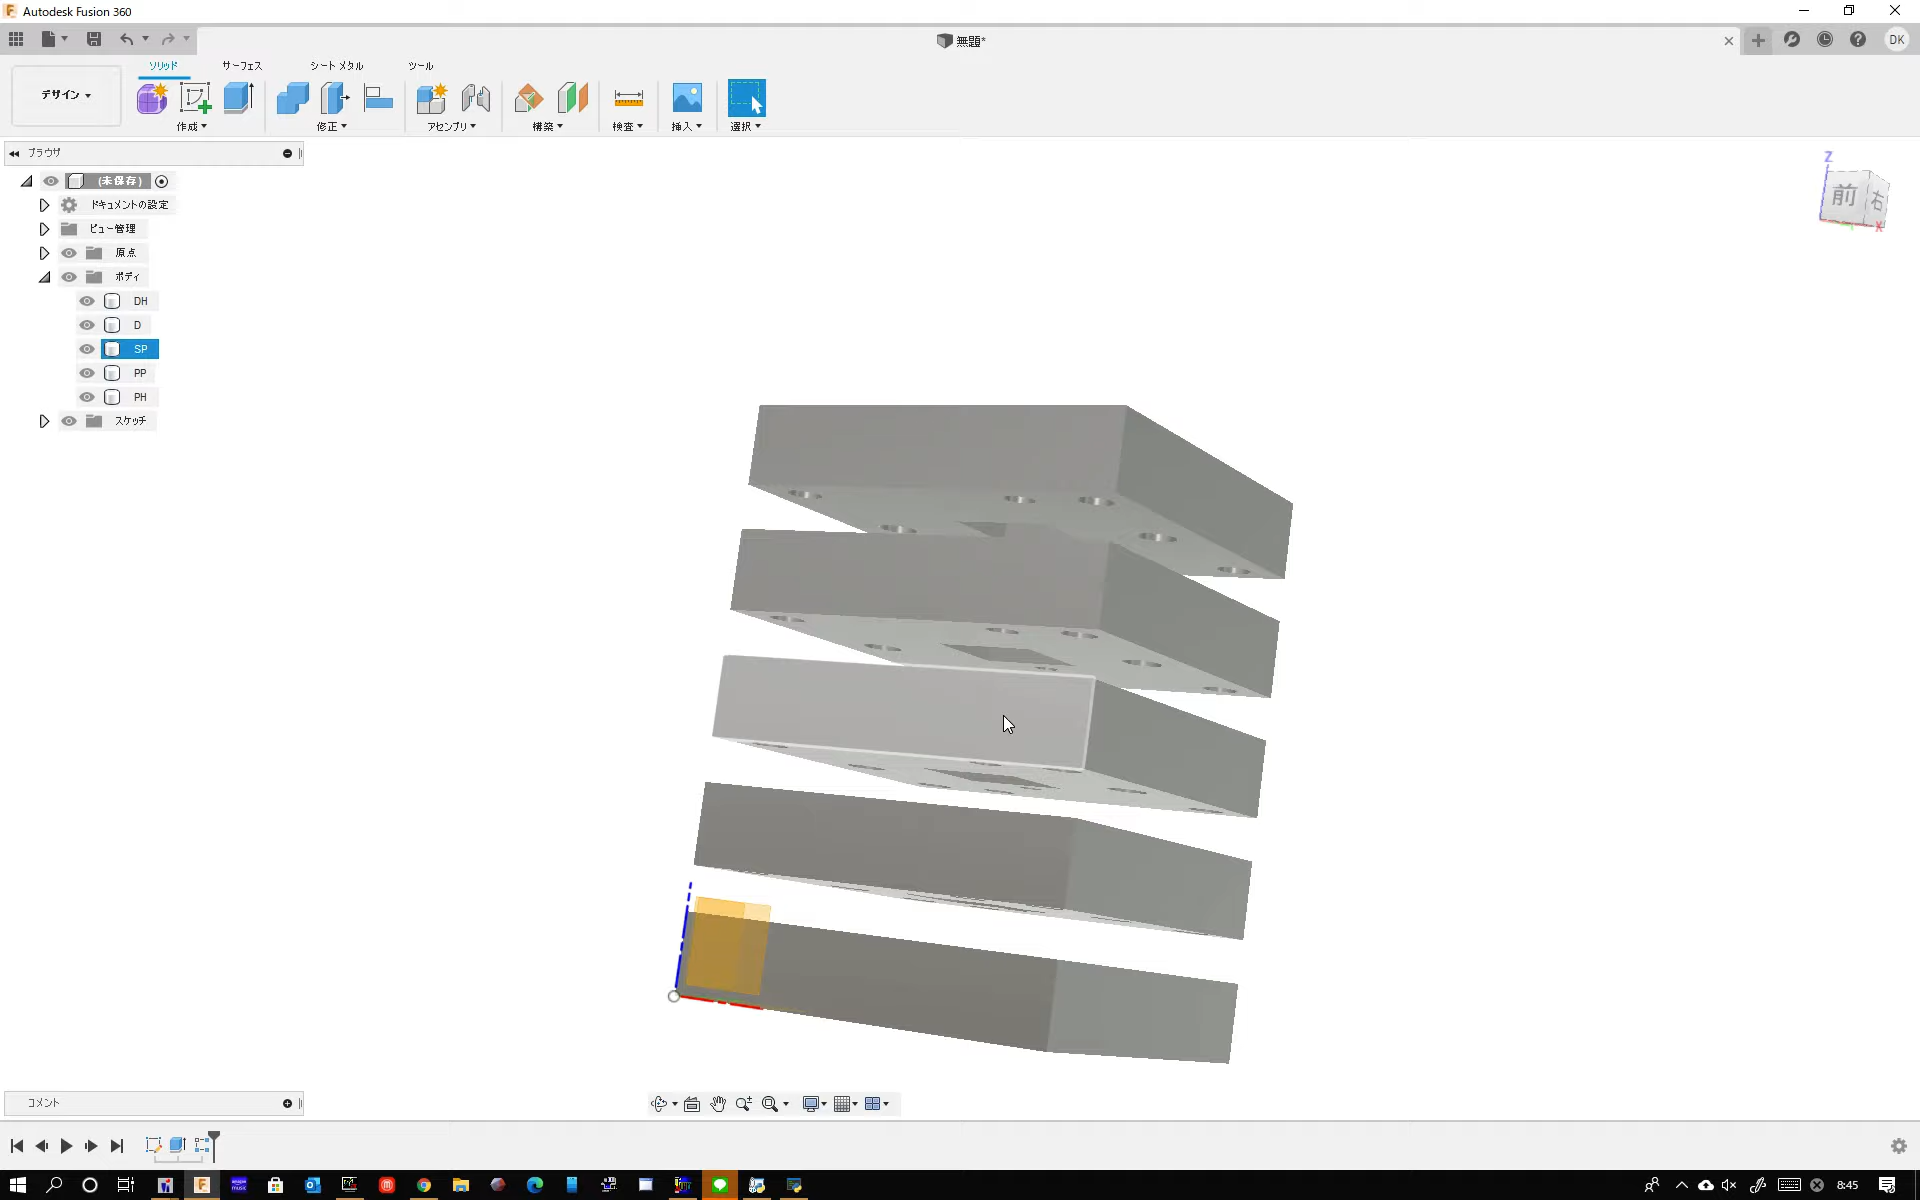 Autodesk Fusion 360
無題*
DK
デザイン
ソリッド
サーフェス
シート メタル
ツール
作成
修正
アセンブリ
構築
検査
挿入
選択
ブラウザ
(未保存)
ドキュメントの設定
ビュー管理
原点
ボディ
DH
D
SP
PP
PH
スケッチ
Z
前
右
X
コメント
8:45